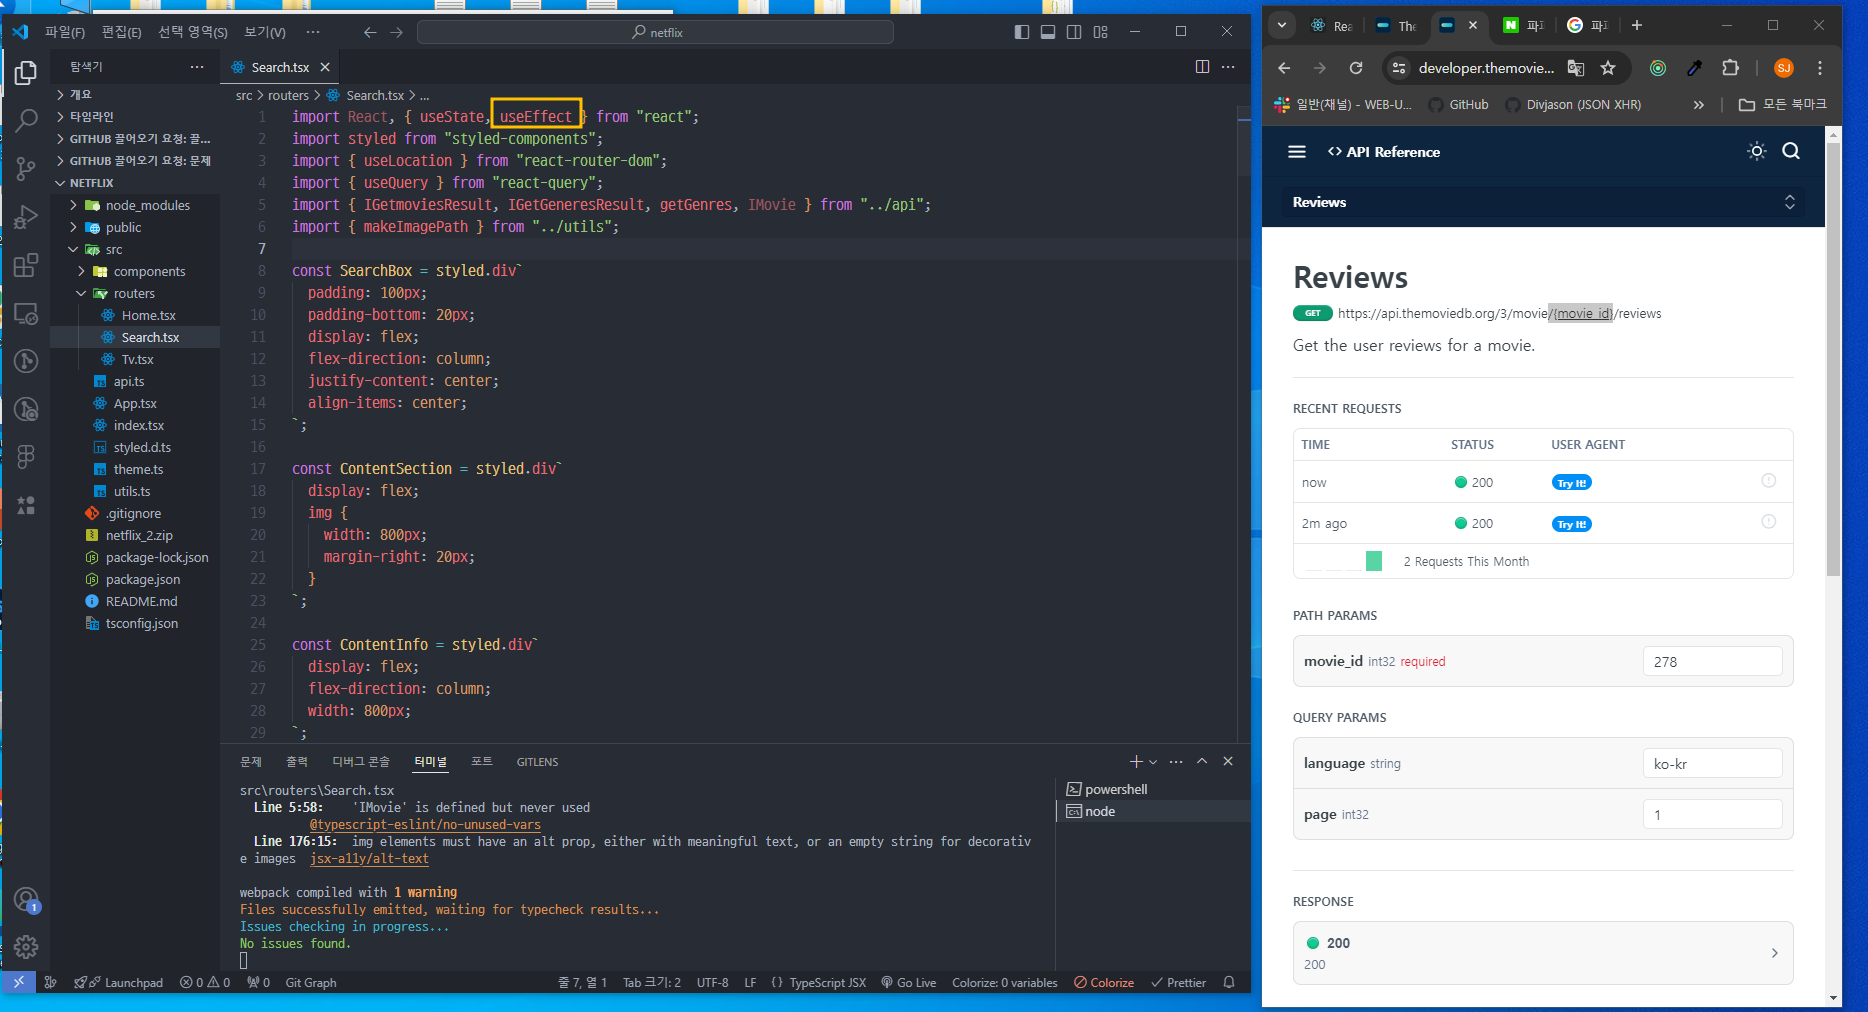 파일(F) 편집(E) 선택 영역(S) 보기(V) ··· netflix
탐색기 ···
개요
타임라인
GITHUB 끌어오기 요청: 끌...
GITHUB 끌어오기 요청: 문제
NETFLIX
node_modules
public
src
components
routers
Home.tsx
Search.tsx
Tv.tsx
api.ts
App.tsx
index.tsx
styled.d.ts
theme.ts
utils.ts
.gitignore
netflix_2.zip
package-lock.json
package.json
README.md
tsconfig.json
Search.tsx
src > routers > Search.tsx > ...
1 import React, { useState, useEffect } from "react";
2 import styled from "styled-components";
3 import { useLocation } from "react-router-dom";
4 import { useQuery } from "react-query";
5 import { IGetmoviesResult, IGetGeneresResult, getGenres, IMovie } from "../api";
6 import { makeImagePath } from "../utils";
7
8 const SearchBox = styled.div`
9 padding: 100px;
10 padding-bottom: 20px;
11 display: flex;
12 flex-direction: column;
13 justify-content: center;
14 align-items: center;
15 `;
16
17 const ContentSection = styled.div`
18 display: flex;
19 img {
20 width: 800px;
21 margin-right: 20px;
22 }
23 `;
24
25 const ContentInfo = styled.div`
26 display: flex;
27 flex-direction: column;
28 width: 800px;
29 `;
문제 출력 디버그 콘솔 터미널 포트 GITLENS
src\routers\Search.tsx
Line 5:58: 'IMovie' is defined but never used
@typescript-eslint/no-unused-vars
Line 176:15: img elements must have an alt prop, either with meaningful text, or an empty string for decorativ
e images jsx-a11y/alt-text
webpack compiled with 1 warning
Files successfully emitted, waiting for typecheck results...
Issues checking in progress...
No issues found.
powershell
node
1
Launchpad 0 0 0 Git Graph 줄 7, 열 1 Tab 크기: 2 UTF-8 LF {} TypeScript JSX Go Live Colorize: 0 variables Colorize Prettier
Rea The N 파파 G 파파
developer.themovie... SJ
일반(채널) - WEB-U... GitHub Divjason (JSON XHR) » 모든 북마크
<> API Reference
Reviews
Reviews
GET https://api.themoviedb.org/3/movie/{movie_id}/reviews
Get the user reviews for a movie.
RECENT REQUESTS
TIME STATUS USER AGENT
now 200 Try It!
2m ago 200 Try It!
2 Requests This Month
PATH PARAMS
movie_id int32 required 278
QUERY PARAMS
language string ko-kr
page int32 1
RESPONSE
200
200